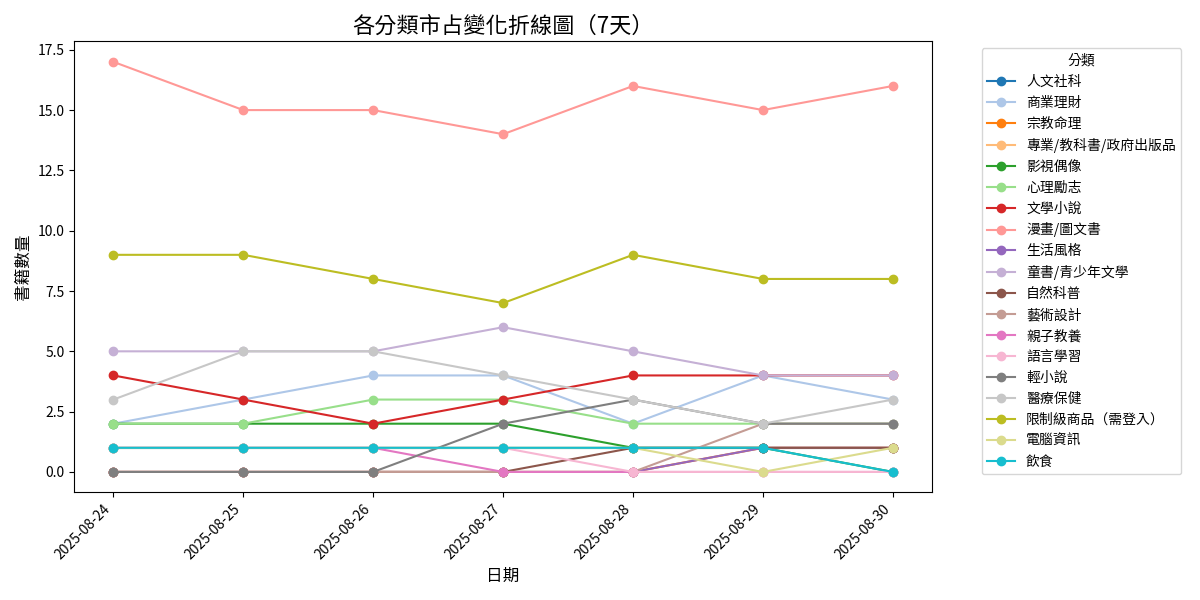 各分類市占變化折線圖（7天）
書籍數量
17.5
15.0
12.5
10.0
7.5
5.0
2.5
0.0
2025-08-24
2025-08-25
2025-08-26
2025-08-27
2025-08-28
2025-08-29
2025-08-30
日期
分類
人文社科
商業理財
宗教命理
專業/教科書/政府出版品
影視偶像
心理勵志
文學小說
漫畫/圖文書
生活風格
童書/青少年文學
自然科普
藝術設計
親子教養
語言學習
輕小說
醫療保健
限制級商品（需登入）
電腦資訊
飲食